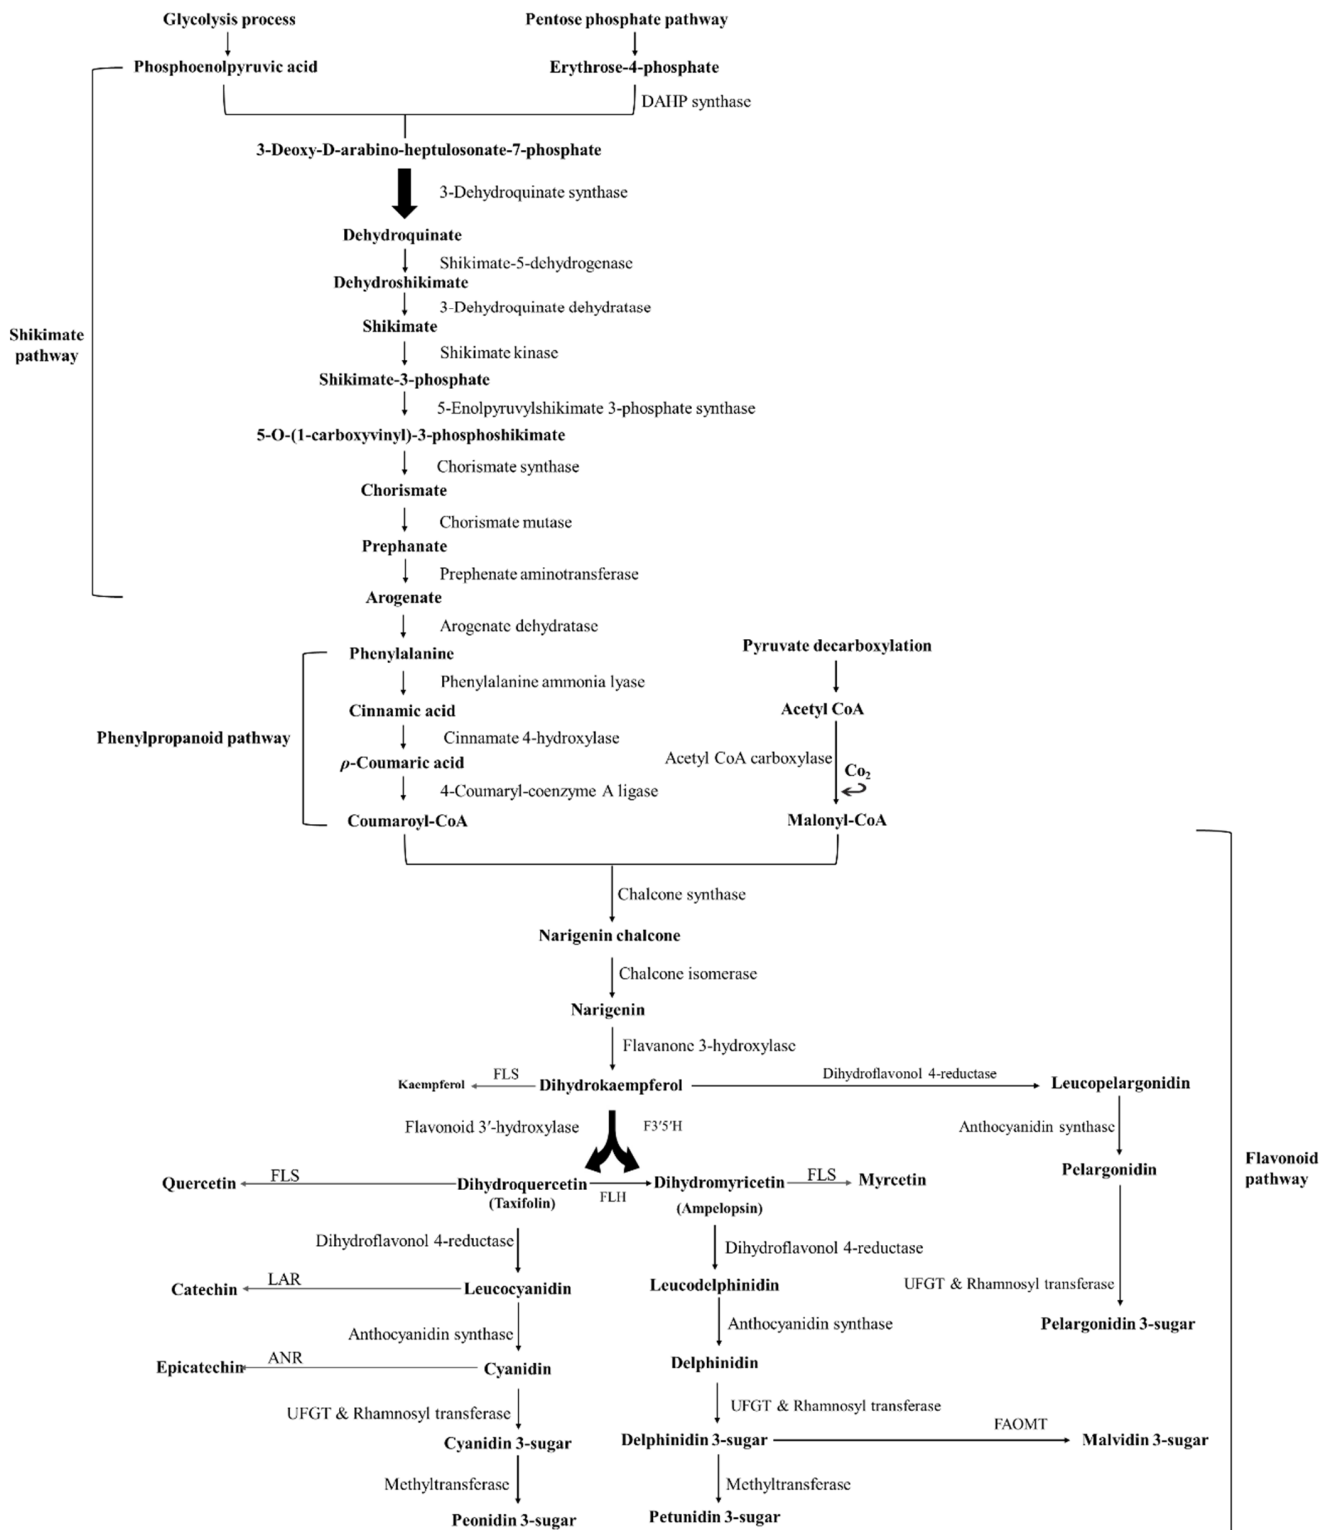 Glycolysis process
Pentose phosphate pathway
Phosphoenolpyruvic acid
Erythrose-4-phosphate
DAHP synthase
3-Deoxy-D-arabino-heptulosonate-7-phosphate
3-Dehydroquinate synthase
Dehydroquinate
Shikimate-5-dehydrogenase
Dehydroshikimate
3-Dehydroquinate dehydratase
Shikimate
pathway
Shikimate
Shikimate kinase
Shikimate-3-phosphate
5-Enolpyruvylshikimate 3-phosphate synthase
5-O-(1-carboxyvinyl)-3-phosphoshikimate
Chorismate synthase
Chorismate
Chorismate mutase
Prephanate
Prephenate aminotransferase
Arogenate
Arogenate dehydratase
Phenylalanine
Pyruvate decarboxylation
Phenylalanine ammonia lyase
Cinnamic acid
Acetyl CoA
Phenylpropanoid pathway
Cinnamate 4-hydroxylase
Acetyl CoA carboxylase
Co₂
ρ-Coumaric acid
4-Coumaryl-coenzyme A ligase
Coumaroyl-CoA
Malonyl-CoA
Chalcone synthase
Narigenin chalcone
Chalcone isomerase
Narigenin
Flavanone 3-hydroxylase
Kaempferol
FLS
Dihydrokaempferol
Dihydroflavonol 4-reductase
Leucopelargonidin
Flavonoid 3′-hydroxylase
F3′5′H
Anthocyanidin synthase
Flavonoid
pathway
Pelargonidin
Quercetin
FLS
Dihydroquercetin
(Taxifolin)
FLH
Dihydromyricetin
(Ampelopsin)
FLS
Myrcetin
Dihydroflavonol 4-reductase
Dihydroflavonol 4-reductase
Catechin
LAR
Leucocyanidin
Leucodelphinidin
UFGT & Rhamnosyl transferase
Anthocyanidin synthase
Anthocyanidin synthase
Pelargonidin 3-sugar
Epicatechin
ANR
Cyanidin
Delphinidin
UFGT & Rhamnosyl transferase
UFGT & Rhamnosyl transferase
Cyanidin 3-sugar
Delphinidin 3-sugar
FAOMT
Malvidin 3-sugar
Methyltransferase
Methyltransferase
Peonidin 3-sugar
Petunidin 3-sugar